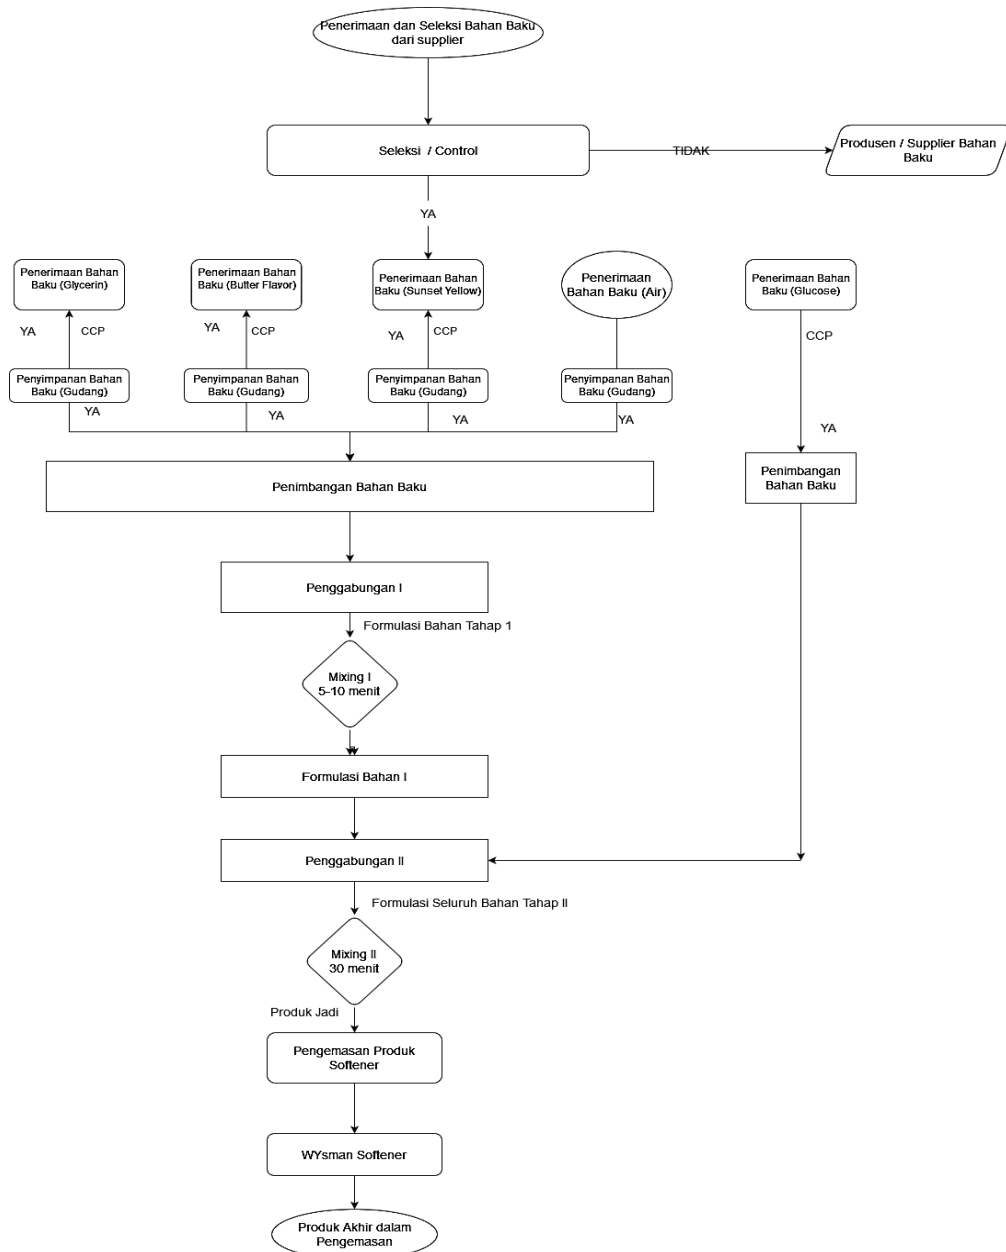 Penerimaan dan Seleksi Bahan Baku
dari supplier
Seleksi / Control
TIDAK
Produsen / Supplier Bahan
Baku
YA
Penerimaan Bahan
Baku (Glycerin)
Penerimaan Bahan
Baku (Butter Flavor)
Penerimaan Bahan
Baku (Sunset Yellow)
Penerimaan
Bahan Baku (Air)
Penerimaan Bahan
Baku (Glucose)
YA
CCP
YA
CCP
YA
CCP
CCP
Penyimpanan Bahan
Baku (Gudang)
Penyimpanan Bahan
Baku (Gudang)
Penyimpanan Bahan
Baku (Gudang)
Penyimpanan Bahan
Baku (Gudang)
YA
YA
YA
YA
YA
Penimbangan Bahan Baku
Penimbangan
Bahan Baku
Penggabungan I
Formulasi Bahan Tahap 1
Mixing I
5-10 menit
Formulasi Bahan I
Penggabungan II
Formulasi Seluruh Bahan Tahap II
Mixing II
30 menit
Produk Jadi
Pengemasan Produk
Softener
WYsman Softener
Produk Akhir dalam
Pengemasan